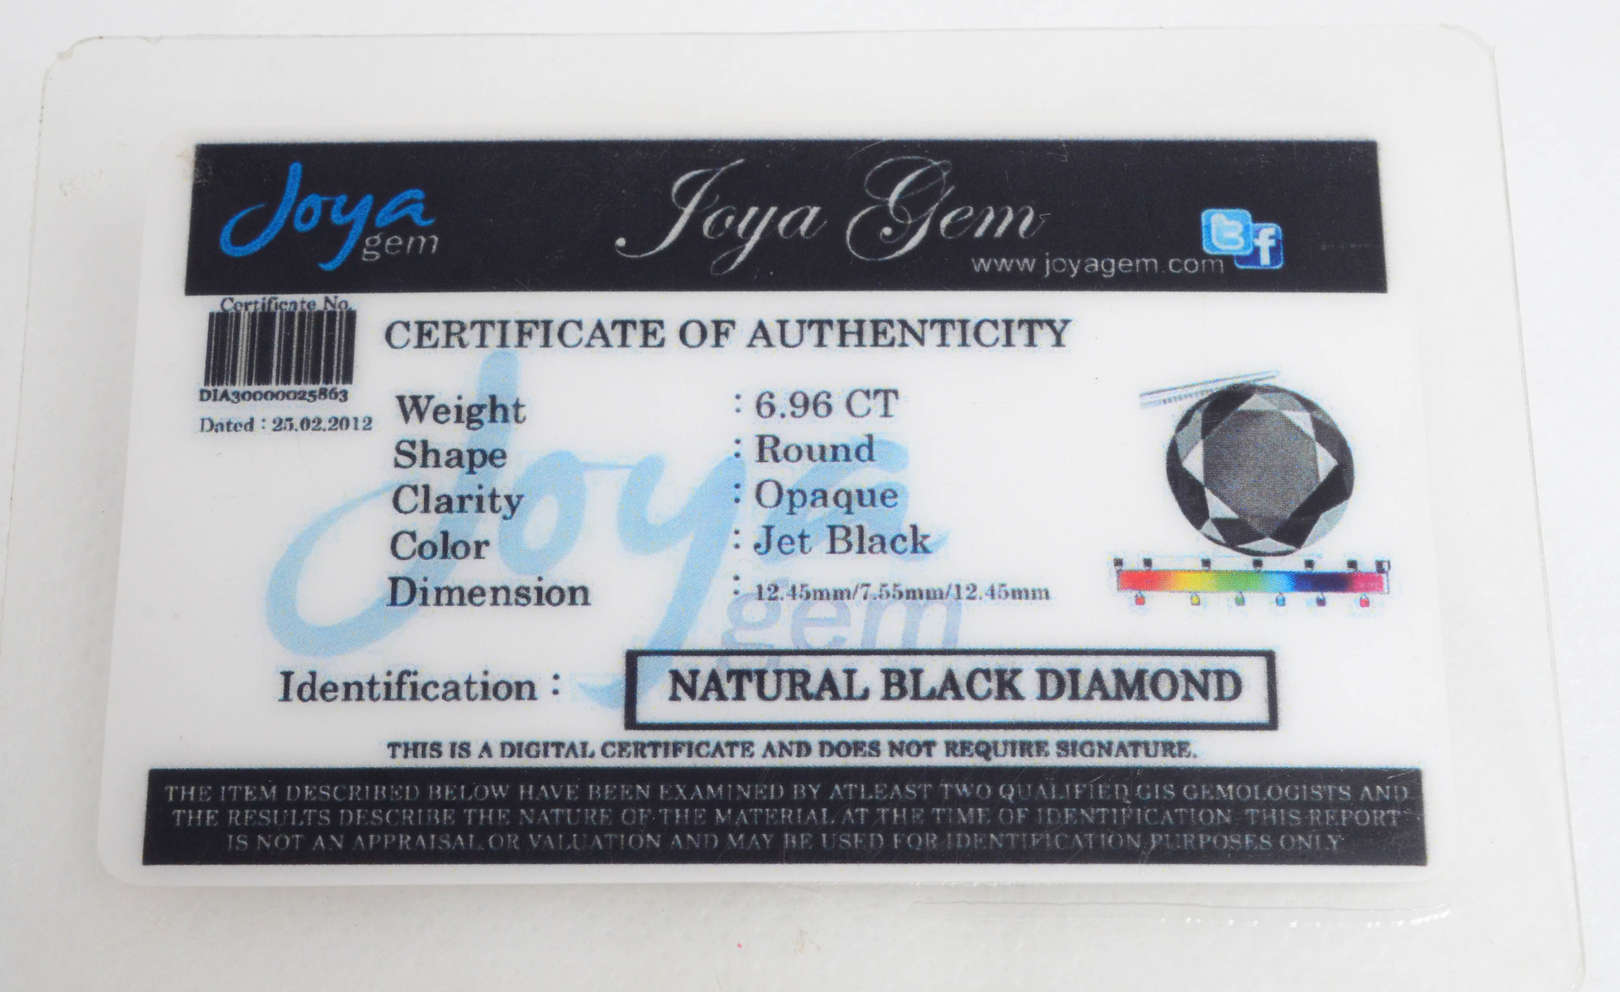 Joya gem
Joya Gem
www.joyagem.com
Certificate No.
DIA30000025863
Dated : 25.02.2012
CERTIFICATE OF AUTHENTICITY
Weight : 6.96 CT
Shape : Round
Clarity : Opaque
Color : Jet Black
Dimension : 12.45mm/7.55mm/12.45mm
Joya gem
Identification : NATURAL BLACK DIAMOND
THIS IS A DIGITAL CERTIFICATE AND DOES NOT REQUIRE SIGNATURE.
THE ITEM DESCRIBED BELOW HAVE BEEN EXAMINED BY ATLEAST TWO QUALIFIED GIS GEMOLOGISTS AND
THE RESULTS DESCRIBE THE NATURE OF THE MATERIAL AT THE TIME OF IDENTIFICATION THIS REPORT
IS NOT AN APPRAISAL OR VALUATION AND MAY BE USED FOR IDENTIFICATION PURPOSES ONLY